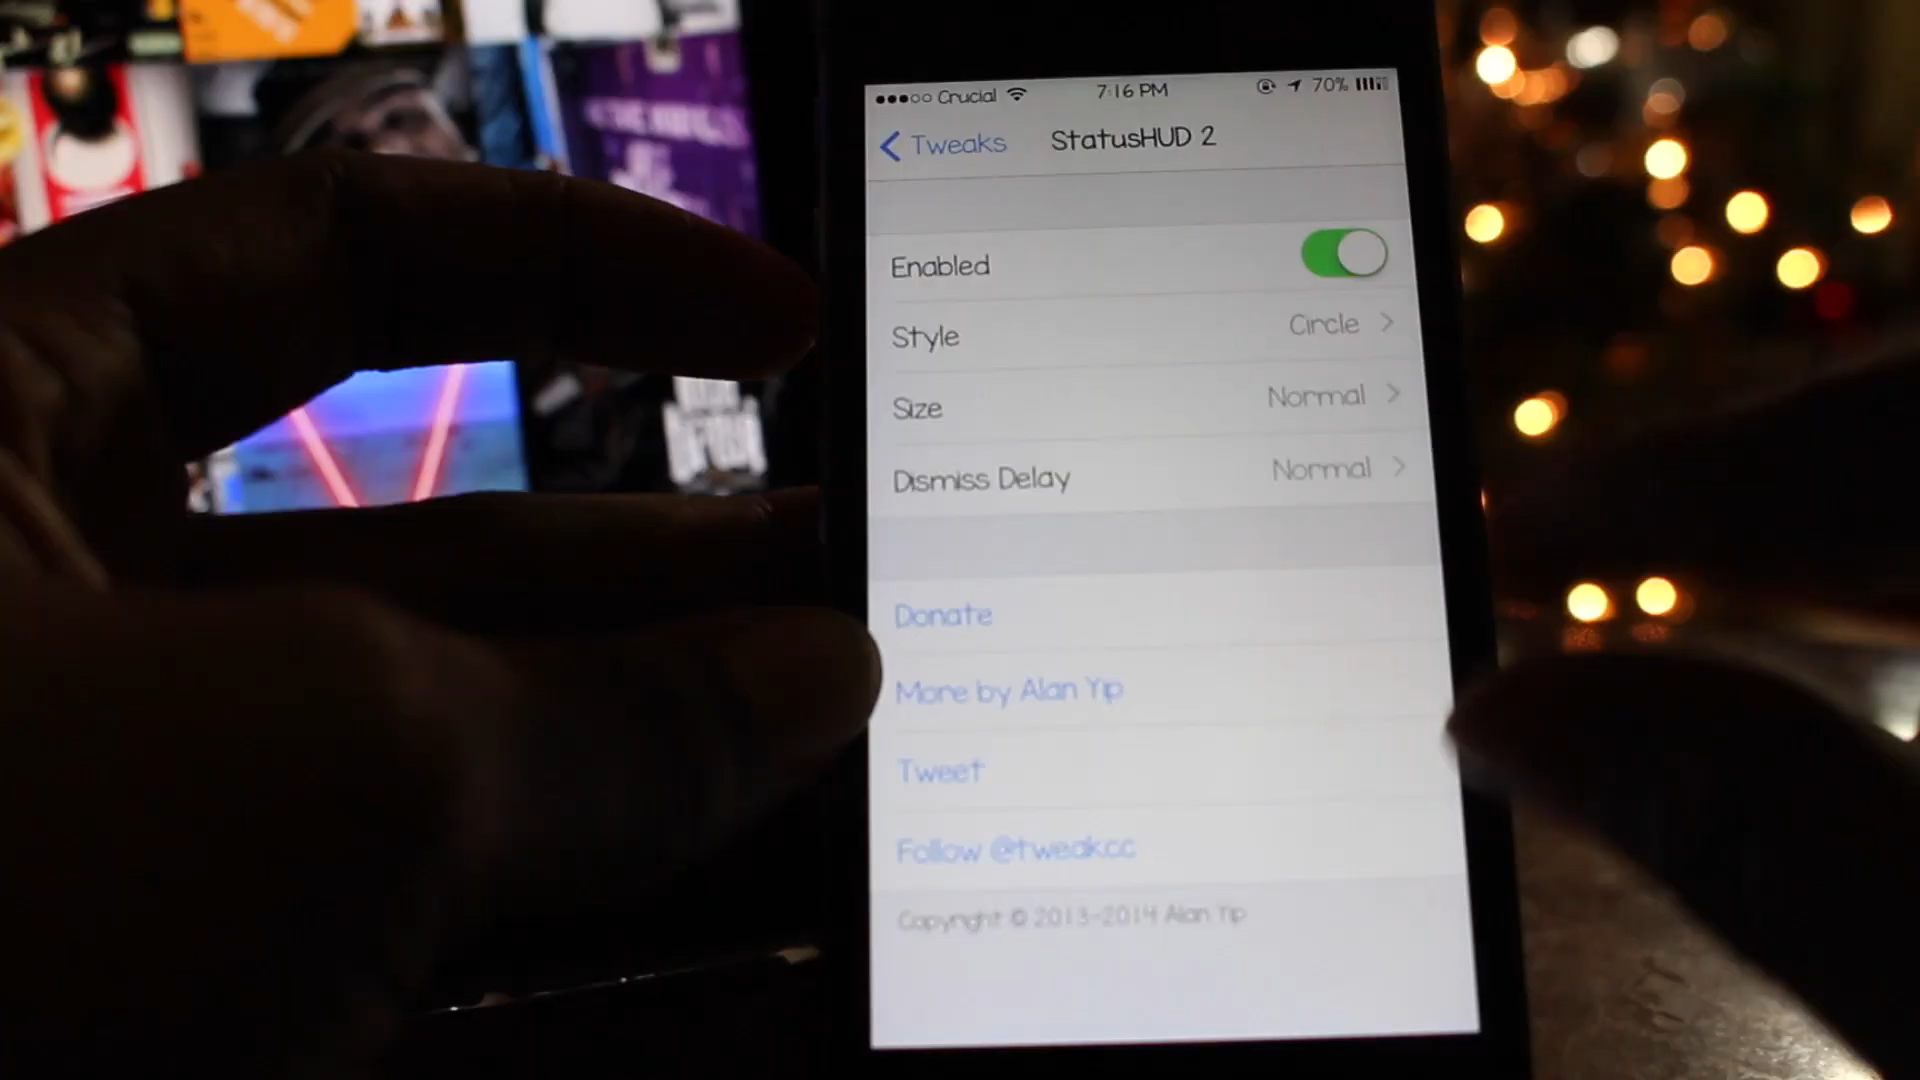 Crucial 7:16 PM 70%
Tweaks StatusHUD 2
Enabled
Style Circle
Size Normal
Dismiss Delay Normal
Donate
More by Alan Yip
Tweet
Follow @tweakcc
Copyright © 2013-2014 Alan Yip